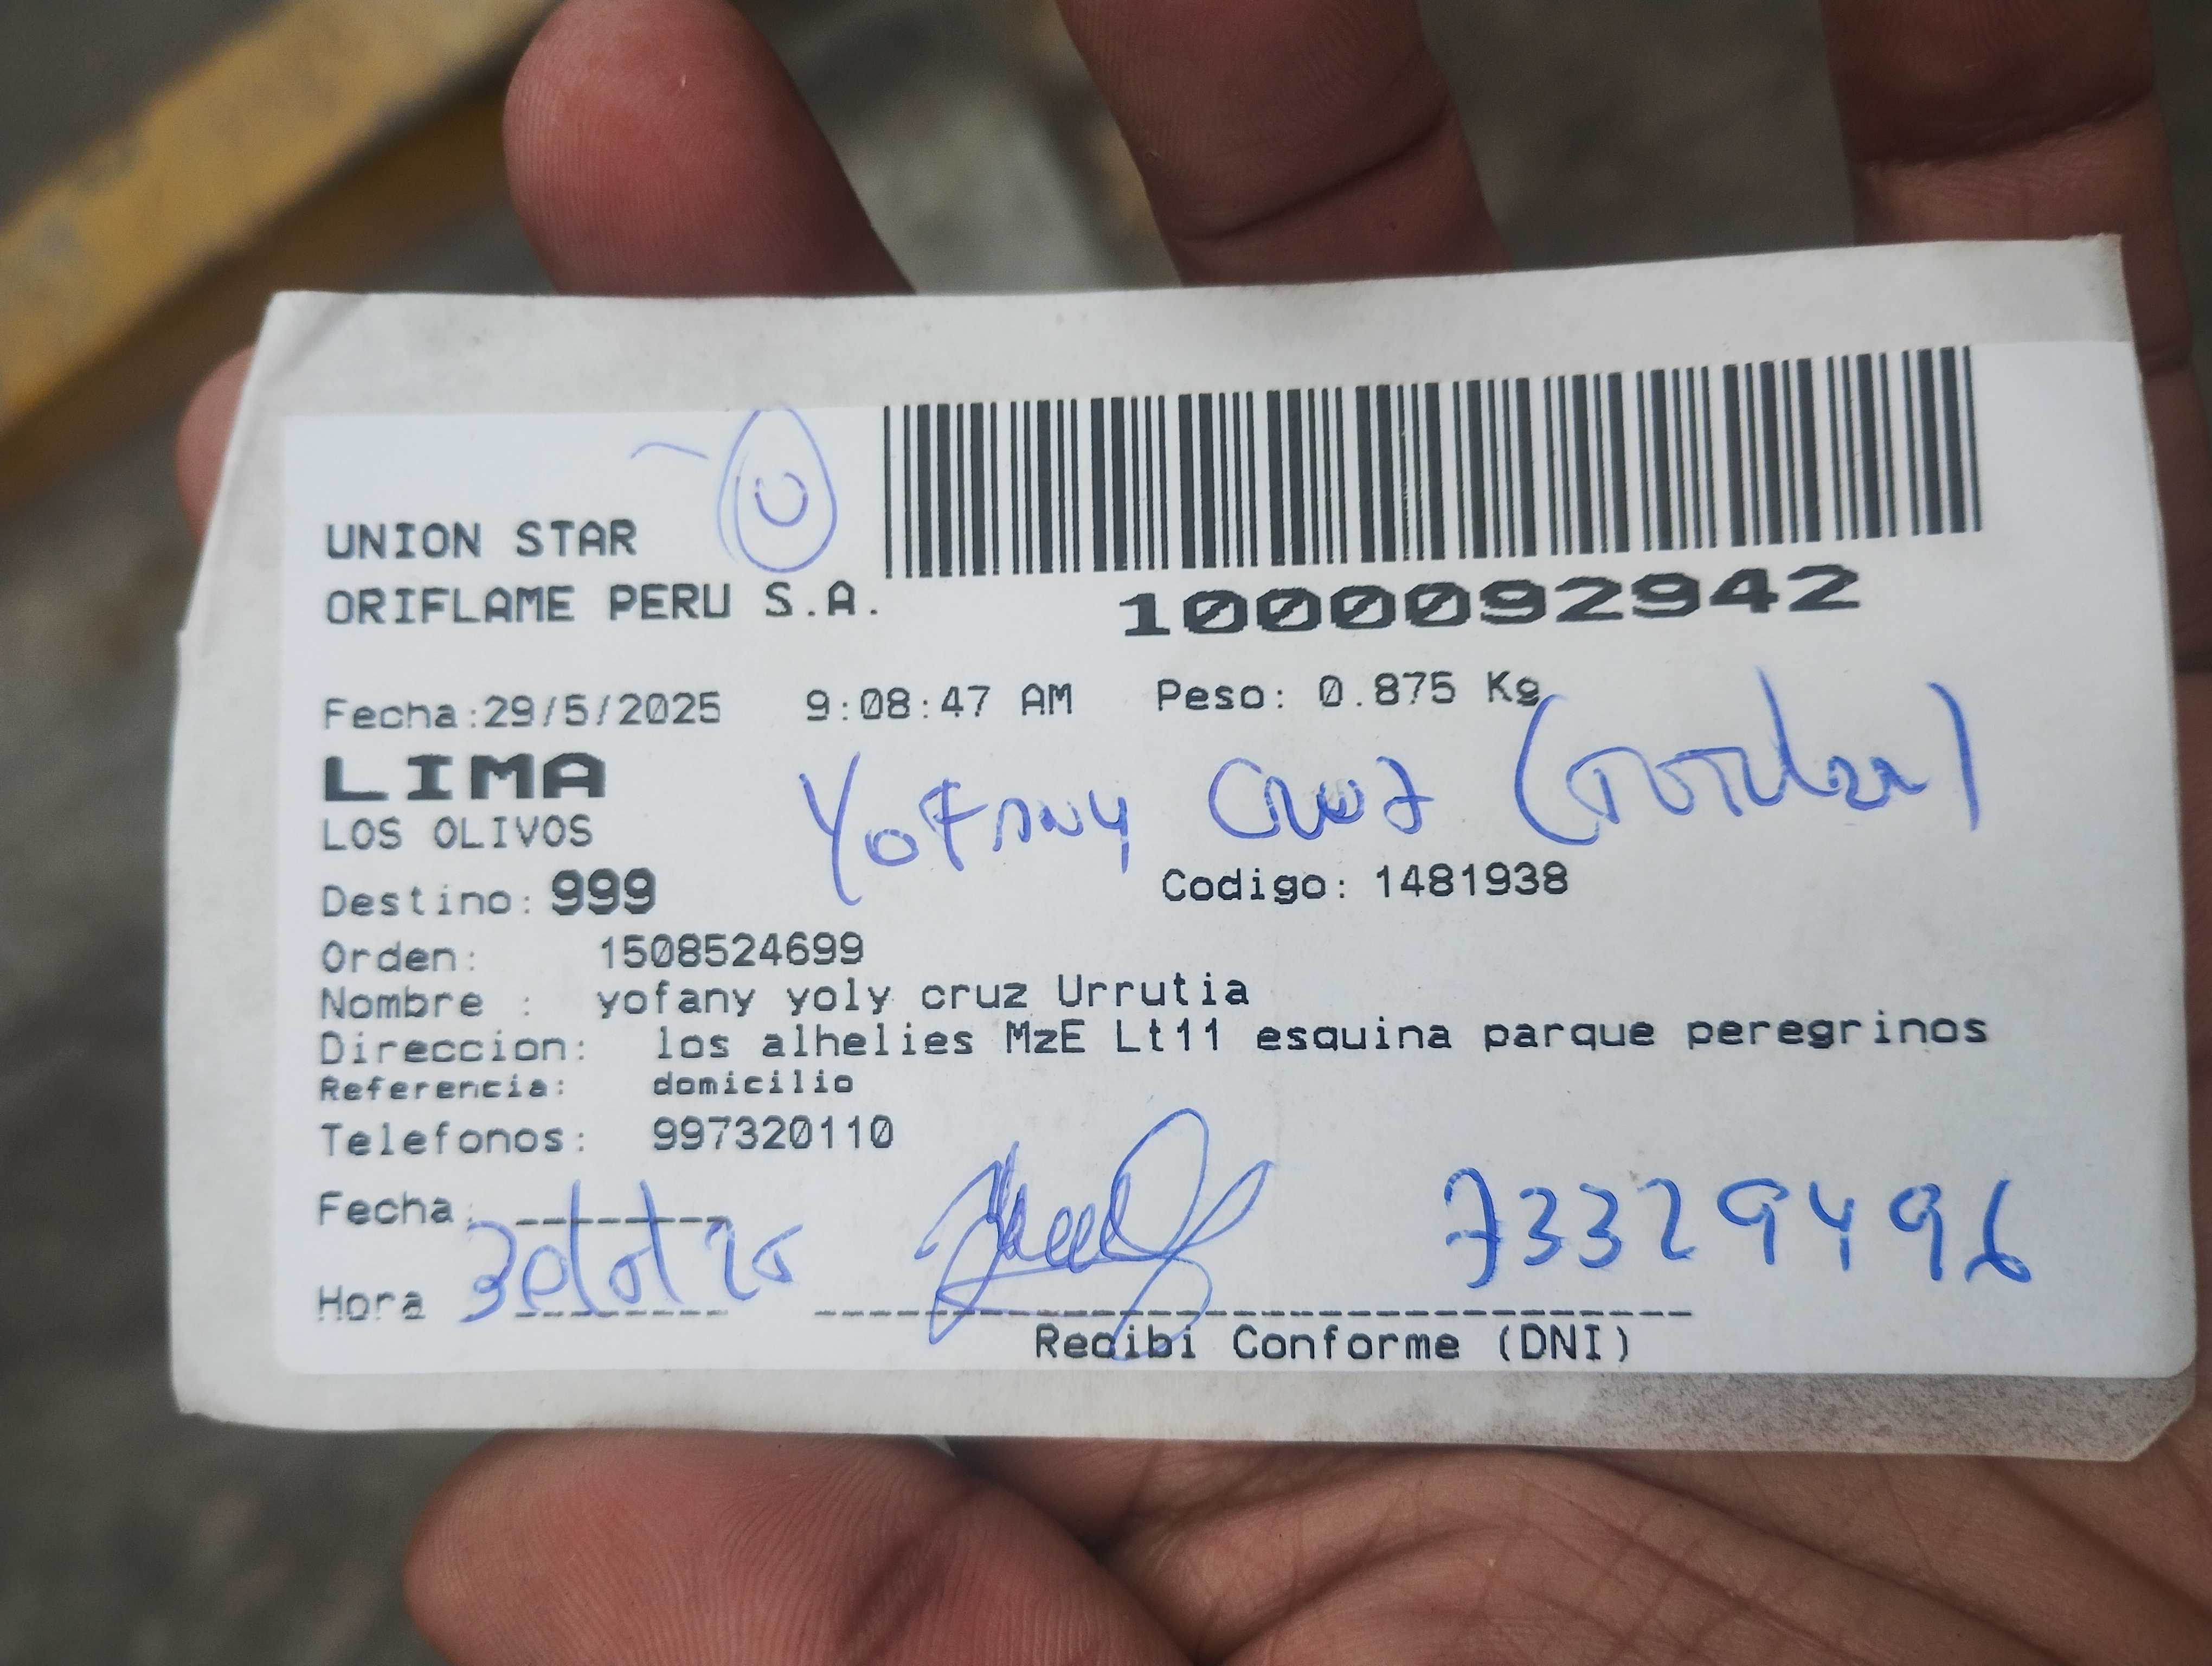 UNION STAR
ORIFLAME PERU S.A.
1000092942
Fecha:29/5/2025 9:08:47 AM Peso: 0.875 Kg
LIMA
Yofany Cruz (
LOS OLIVOS
Destino: 999 Codigo: 1481938
Orden: 1508524699
Nombre : yofany yoly cruz Urrutia
Direccion: los alhelies MzE Lt11 esquina parque peregrinos
Referencia: domicilio
Telefonos: 997320110
Fecha:
73329496
Hora
Recibi Conforme (DNI)